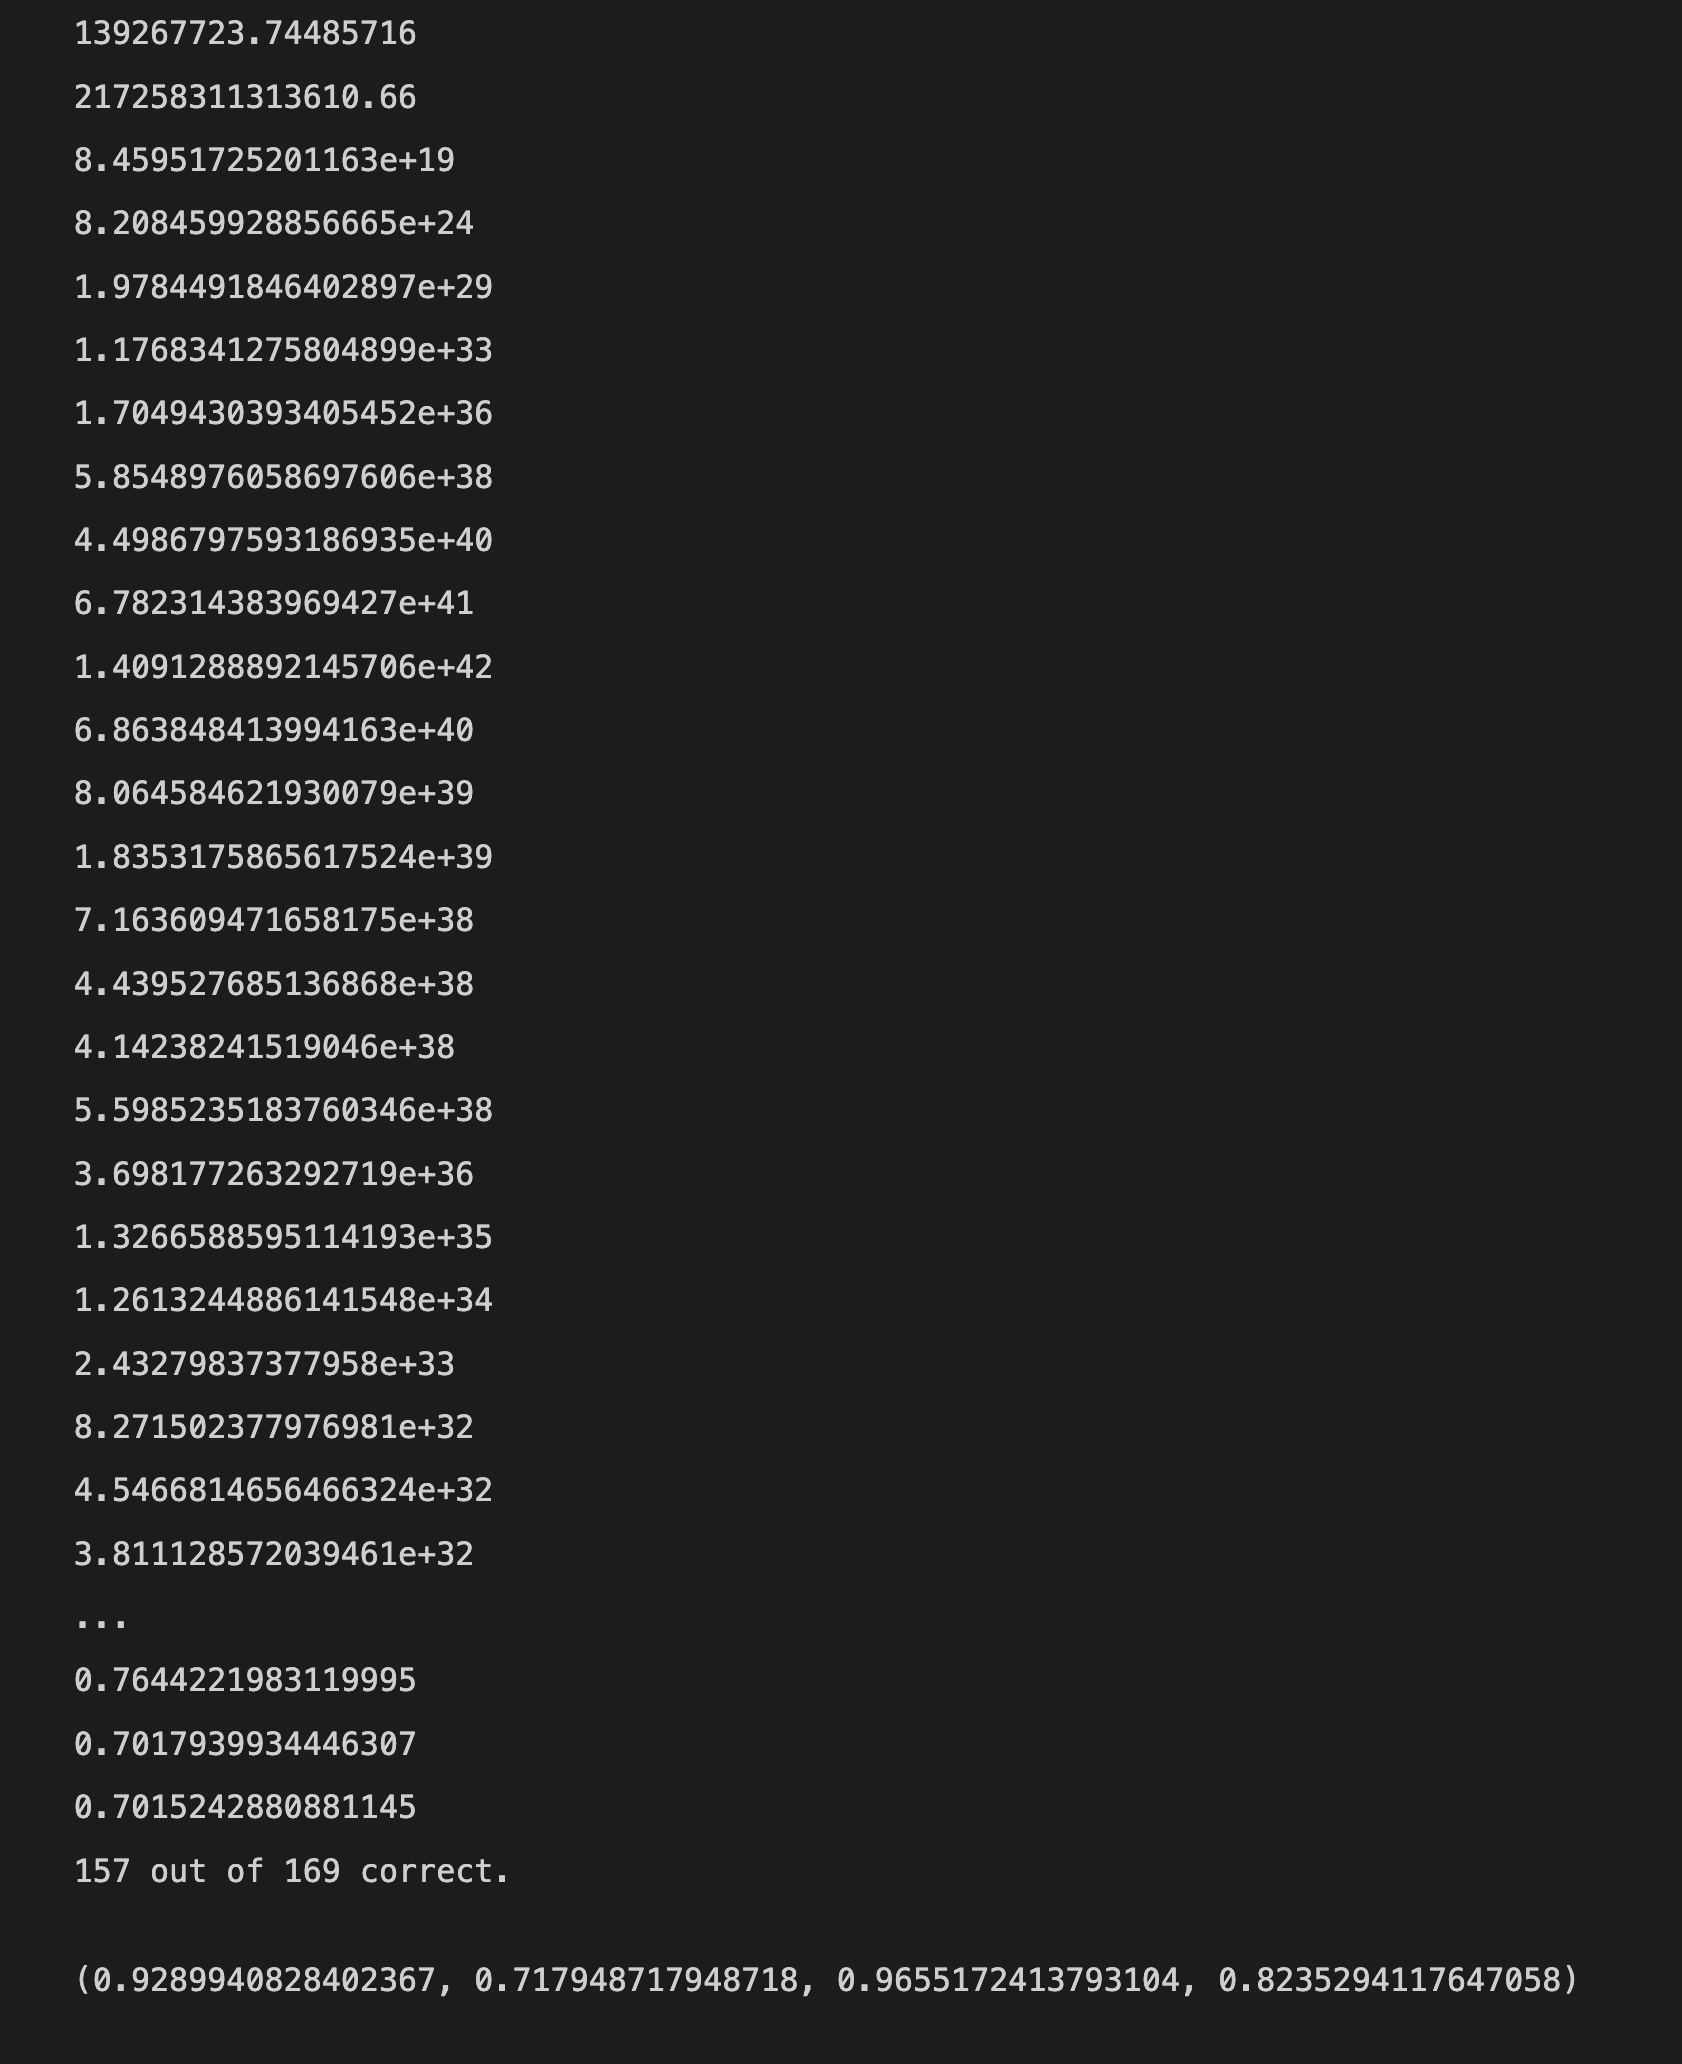 139267723.74485716
217258311313610.66
8.45951725201163e+19
8.208459928856665e+24
1.9784491846402897e+29
1.1768341275804899e+33
1.7049430393405452e+36
5.8548976058697606e+38
4.4986797593186935e+40
6.782314383969427e+41
1.4091288892145706e+42
6.863848413994163e+40
8.064584621930079e+39
1.8353175865617524e+39
7.163609471658175e+38
4.439527685136868e+38
4.14238241519046e+38
5.5985235183760346e+38
3.698177263292719e+36
1.3266588595114193e+35
1.2613244886141548e+34
2.43279837377958e+33
8.271502377976981e+32
4.5466814656466324e+32
3.811128572039461e+32
...
0.7644221983119995
0.7017939934446307
0.7015242880881145
157 out of 169 correct.
(0.9289940828402367, 0.717948717948718, 0.9655172413793104, 0.8235294117647058)